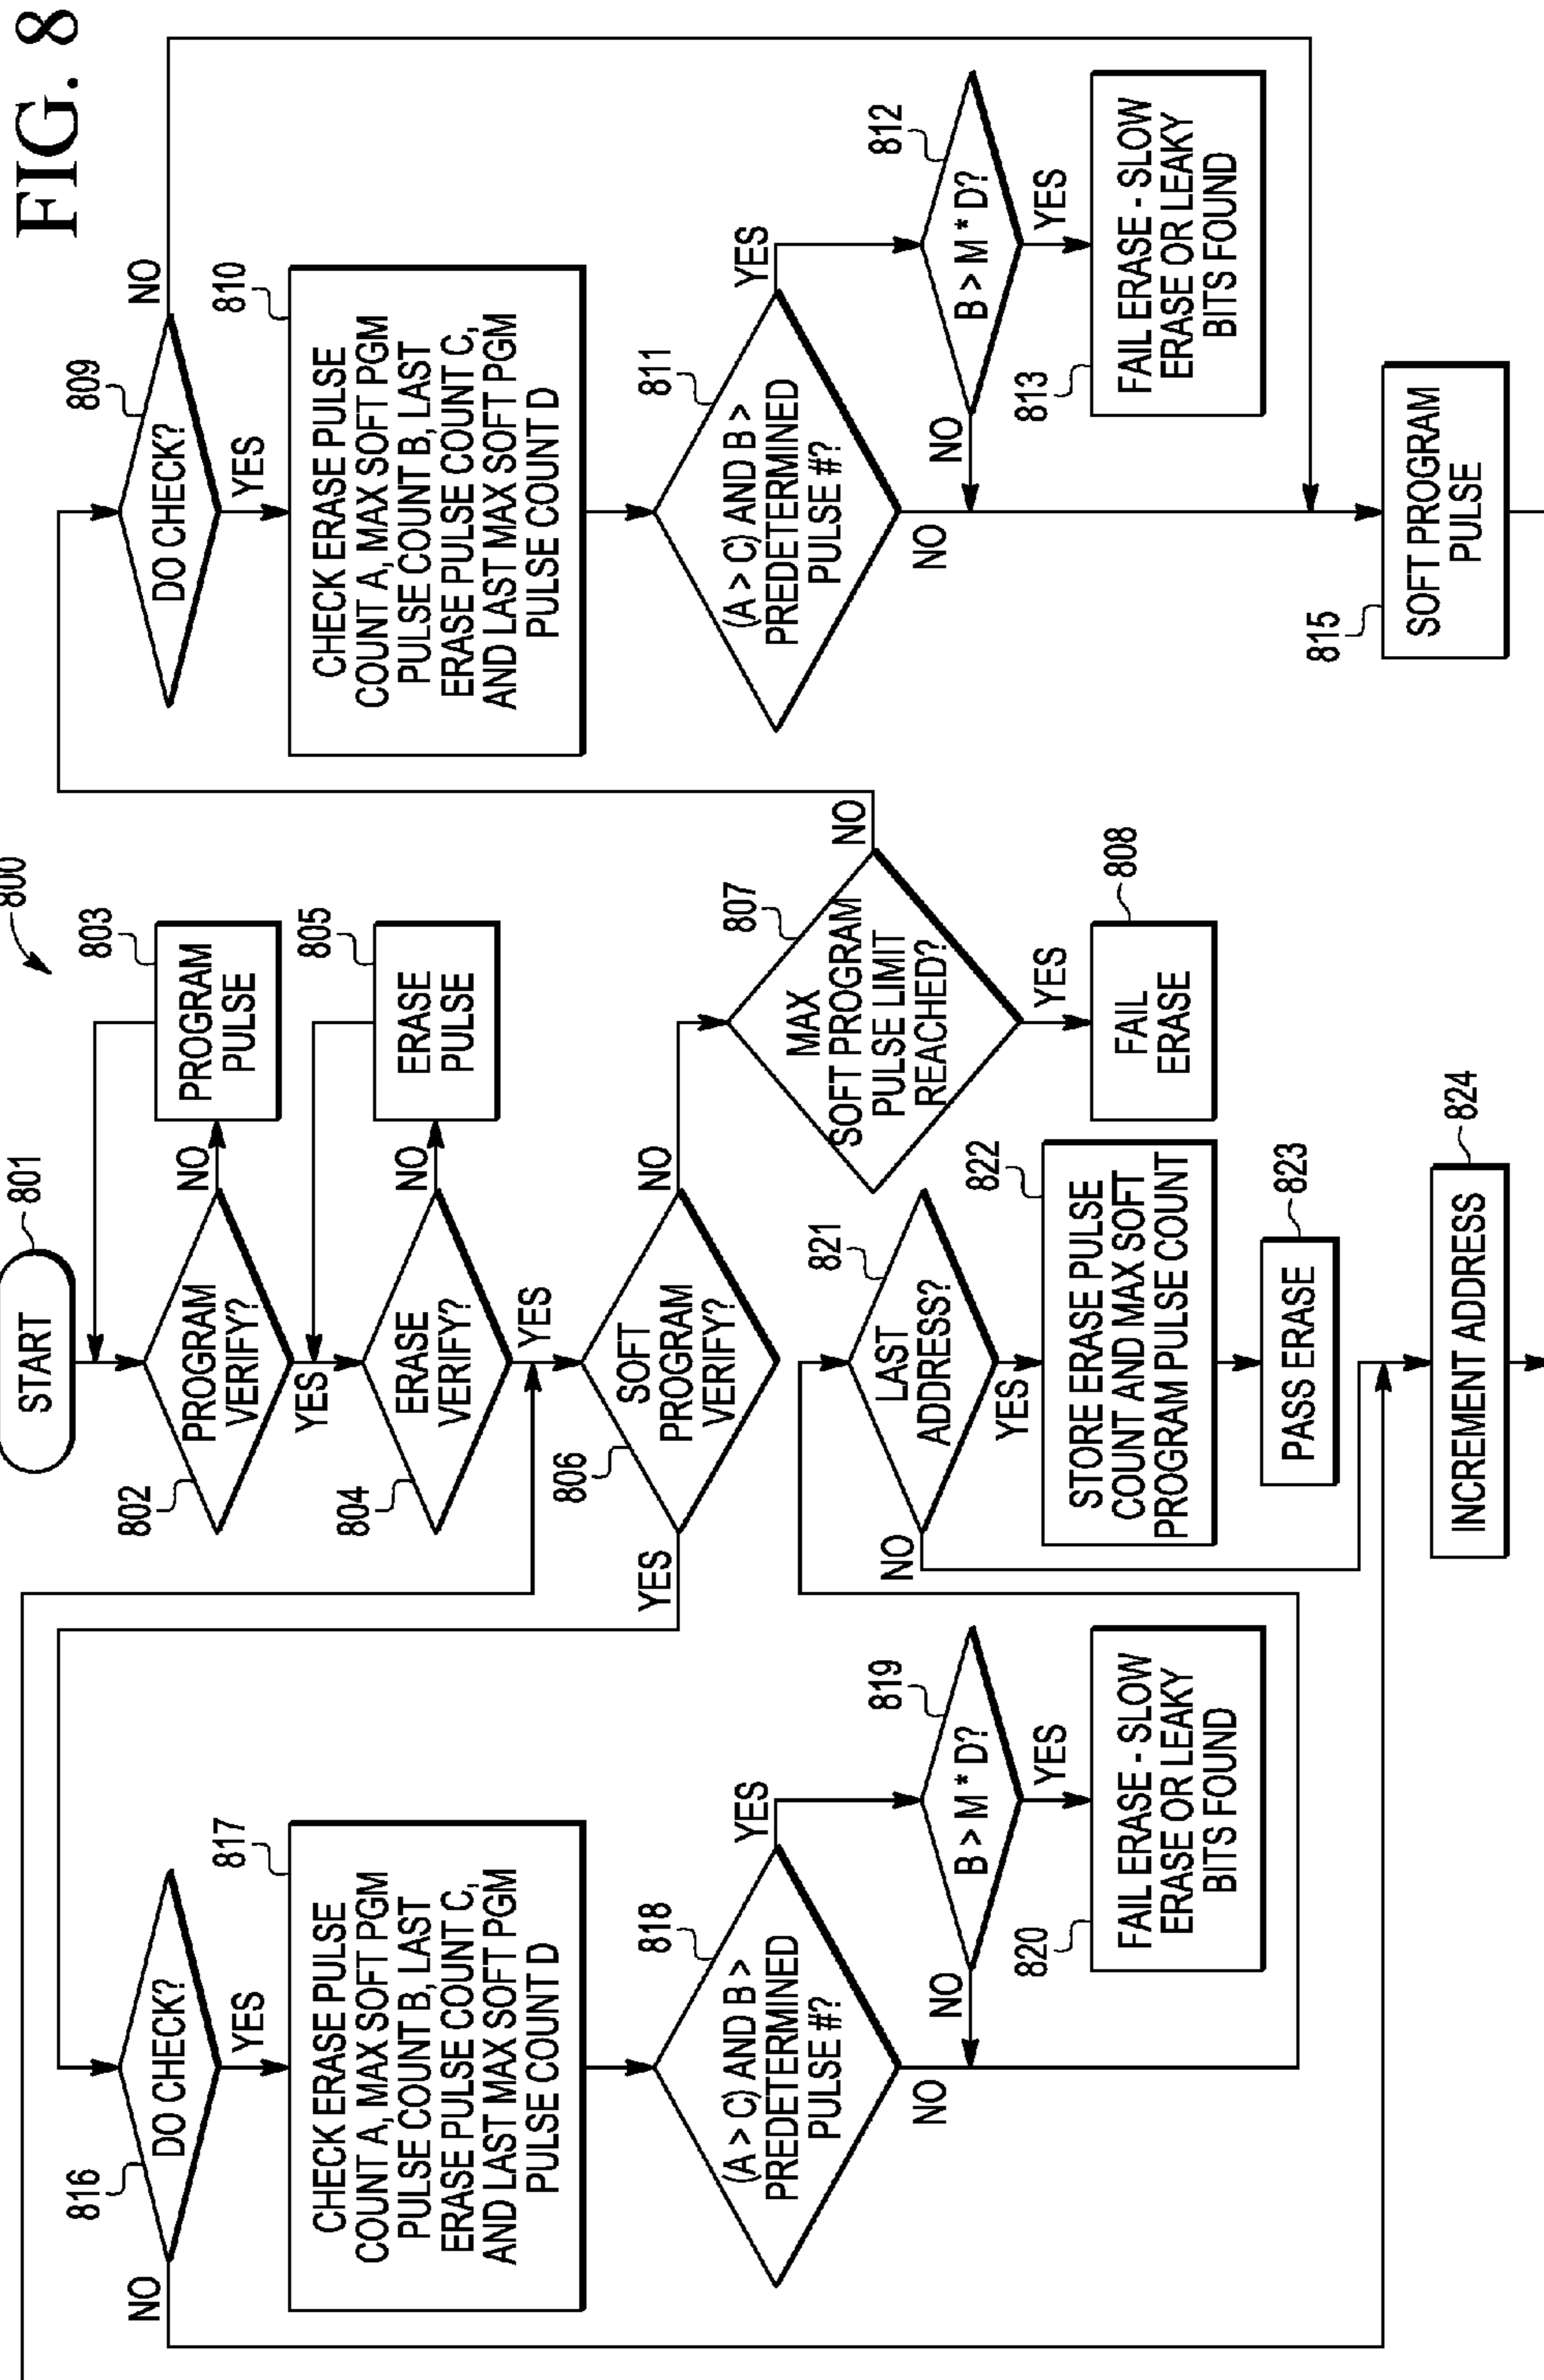 FIG. 8
800
START
801
802
PROGRAM
VERIFY?
NO
YES
803
PROGRAM
PULSE
804
ERASE
VERIFY?
NO
YES
805
ERASE
PULSE
806
SOFT
PROGRAM
VERIFY?
YES
NO
807
MAX
SOFT PROGRAM
PULSE LIMIT
REACHED?
NO
YES
808
FAIL
ERASE
809
DO CHECK?
NO
YES
810
CHECK ERASE PULSE
COUNT A, MAX SOFT PGM
PULSE COUNT B, LAST
ERASE PULSE COUNT C,
AND LAST MAX SOFT PGM
PULSE COUNT D
811
(A > C) AND B >
PREDETERMINED
PULSE #?
YES
NO
812
B > M * D?
NO
YES
813
FAIL ERASE - SLOW
ERASE OR LEAKY
BITS FOUND
815
SOFT PROGRAM
PULSE
816
DO CHECK?
NO
YES
817
CHECK ERASE PULSE
COUNT A, MAX SOFT PGM
PULSE COUNT B, LAST
ERASE PULSE COUNT C,
AND LAST MAX SOFT PGM
PULSE COUNT D
818
(A > C) AND B >
PREDETERMINED
PULSE #?
YES
NO
819
B > M * D?
NO
YES
820
FAIL ERASE - SLOW
ERASE OR LEAKY
BITS FOUND
821
LAST
ADDRESS?
NO
YES
822
STORE ERASE PULSE
COUNT AND MAX SOFT
PROGRAM PULSE COUNT
823
PASS ERASE
824
INCREMENT ADDRESS